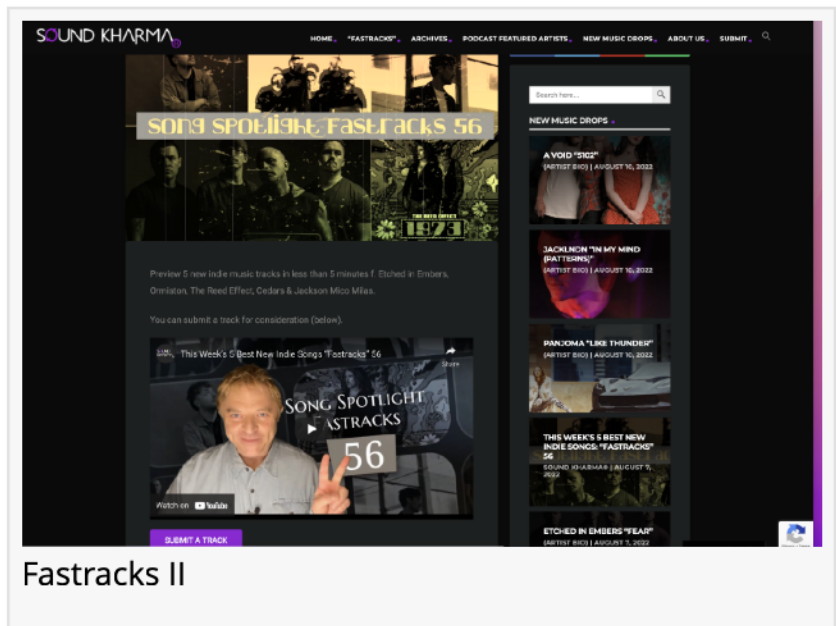 SOUND KHARMA
HOME "FASTRACKS" ARCHIVES PODCAST FEATURED ARTISTS NEW MUSIC DROPS ABOUT US SUBMIT
SONG SPOTLIGHT FASTRACKS 56
THE REED EFFECT
1973
Preview 5 new indie music tracks in less than 5 minutes f. Etched in Embers,
Ormiston, The Reed Effect, Cedars & Jackson Mico Milas.
You can submit a track for consideration (below).
This Week's 5 Best New Indie Songs "Fastracks" 56
Share
SONG SPOTLIGHT
FASTRACKS
56
Watch on YouTube
SUBMIT A TRACK
Search here...
NEW MUSIC DROPS
A VOID "5102"
(ARTIST BIO) | AUGUST 10, 2022
JACKLNDN "IN MY MIND
(PATTERNS)"
(ARTIST BIO) | AUGUST 10, 2022
PANJOMA "LIKE THUNDER"
(ARTIST BIO) | AUGUST 10, 2022
THIS WEEK'S 5 BEST NEW
INDIE SONGS: "FASTRACKS"
56
SOUND KHARMA® | AUGUST 7,
2022
ETCHED IN EMBERS "FEAR"
(ARTIST BIO) | AUGUST 7, 2022
Fastracks II